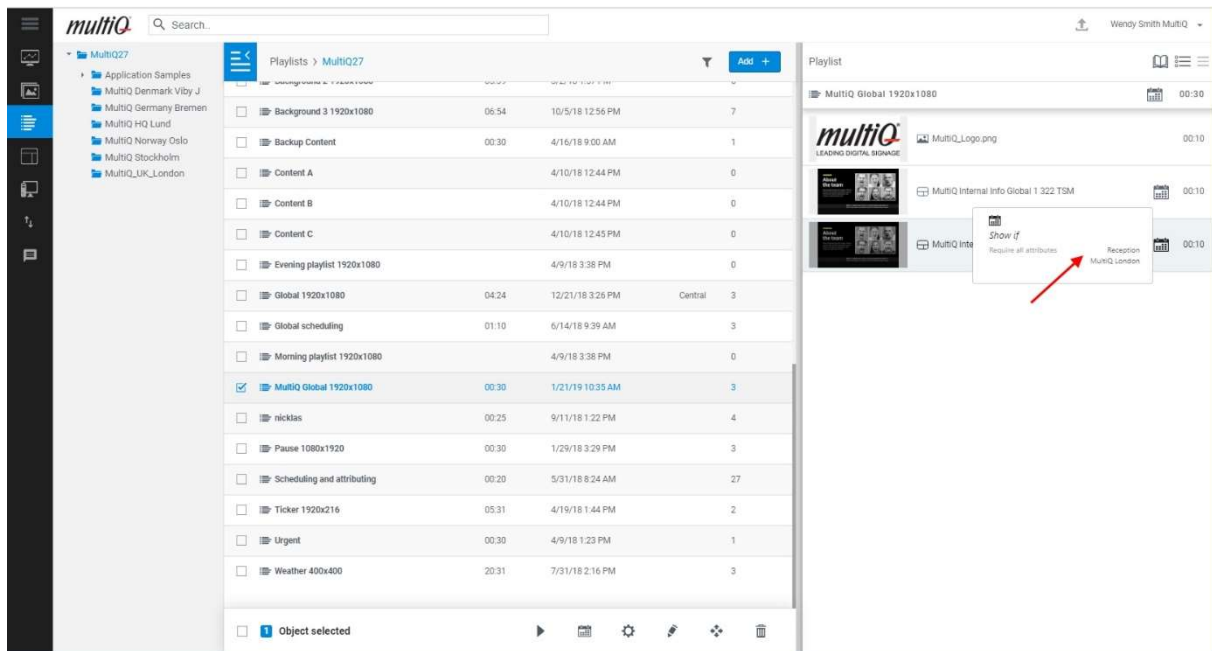 multiQ
Search..
Wendy Smith MultiQ
MultiQ27
Application Samples
MultiQ Denmark Viby J
MultiQ Germany Bremen
MultiQ HQ Lund
MultiQ Norway Oslo
MultiQ Stockholm
MultiQ_UK_London
Playlists > MultiQ27
Add +
Background 3 1920x1080 06:54 10/5/18 12:56 PM 7
Backup Content 00:30 4/16/18 9:00 AM 1
Content A 4/10/18 12:44 PM 0
Content B 4/10/18 12:44 PM 0
Content C 4/10/18 12:45 PM 0
Evening playlist 1920x1080 4/9/18 3:38 PM 0
Global 1920x1080 04:24 12/21/18 3:26 PM Central 3
Global scheduling 01:10 6/14/18 9:39 AM 3
Morning playlist 1920x1080 4/9/18 3:38 PM 0
MultiQ Global 1920x1080 00:30 1/21/19 10:35 AM 3
nicklas 00:25 9/11/18 1:22 PM 4
Pause 1080x1920 00:30 1/29/18 3:29 PM 3
Scheduling and attributing 00:20 5/31/18 8:24 AM 27
Ticker 1920x216 05:31 4/19/18 1:44 PM 2
Urgent 00:30 4/9/18 1:23 PM 1
Weather 400x400 20:31 7/31/18 2:16 PM 3
1 Object selected
Playlist
MultiQ Global 1920x1080 00:30
multiQ
LEADING DIGITAL SIGNAGE
MultiQ_Logo.png 00:10
About
the team
MultiQ Internal Info Global 1 322 TSM 00:10
About
the team
MultiQ Inte 00:10
Show if
Require all attributes Reception
MultiQ London